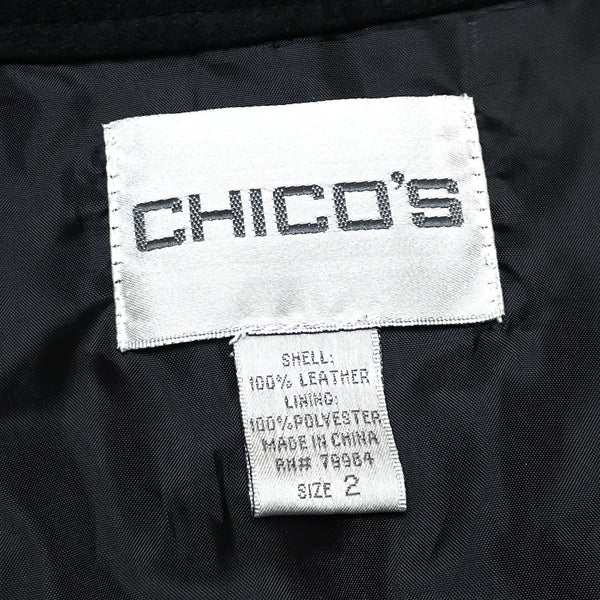 CHICO'S
SHELL:
100% LEATHER
LINING:
100% POLYESTER
MADE IN CHINA
RN# 79964
SIZE 2